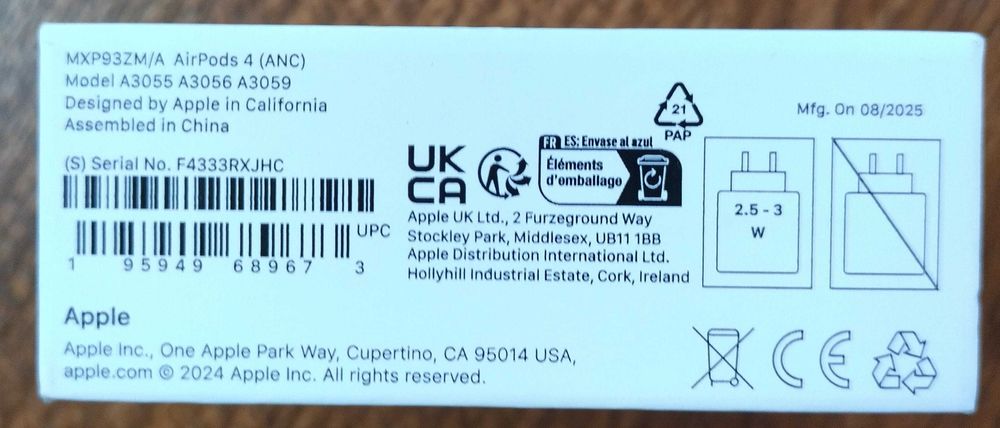 MXP93ZM/A AirPods 4 (ANC)
Model A3055 A3056 A3059
Designed by Apple in California
Assembled in China
(S) Serial No. F4333RXJHC
UPC
1 95949 68967 3
Apple
Apple Inc., One Apple Park Way, Cupertino, CA 95014 USA,
apple.com © 2024 Apple Inc. All rights reserved.
UK
CA
FR ES: Envase al azul
Éléments
d'emballage
21
PAP
Apple UK Ltd., 2 Furzeground Way
Stockley Park, Middlesex, UB11 1BB
Apple Distribution International Ltd.
Hollyhill Industrial Estate, Cork, Ireland
Mfg. On 08/2025
2.5 - 3
W
CE